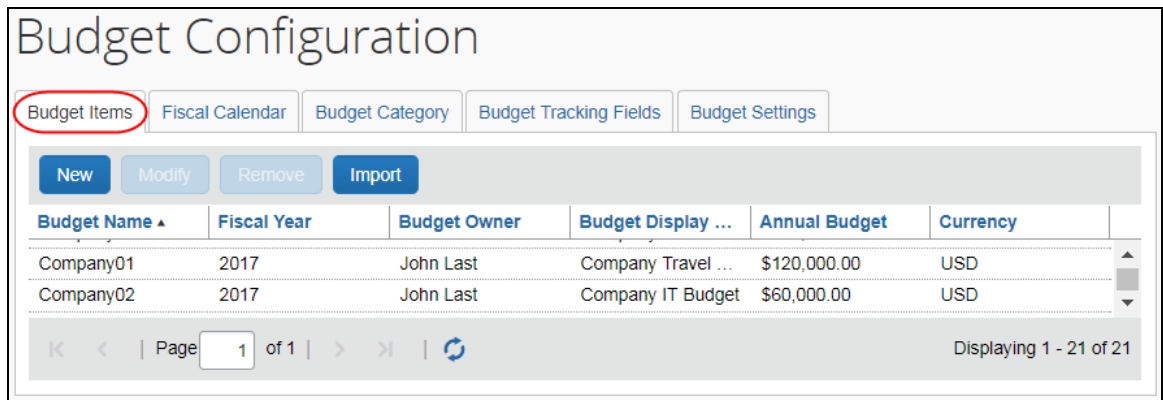 Budget Configuration
Budget Items Fiscal Calendar Budget Category Budget Tracking Fields Budget Settings
New Modify Remove Import
Budget Name Fiscal Year Budget Owner Budget Display ... Annual Budget Currency
Company01 2017 John Last Company Travel ... $120,000.00 USD
Company02 2017 John Last Company IT Budget $60,000.00 USD
Page 1 of 1 Displaying 1 - 21 of 21